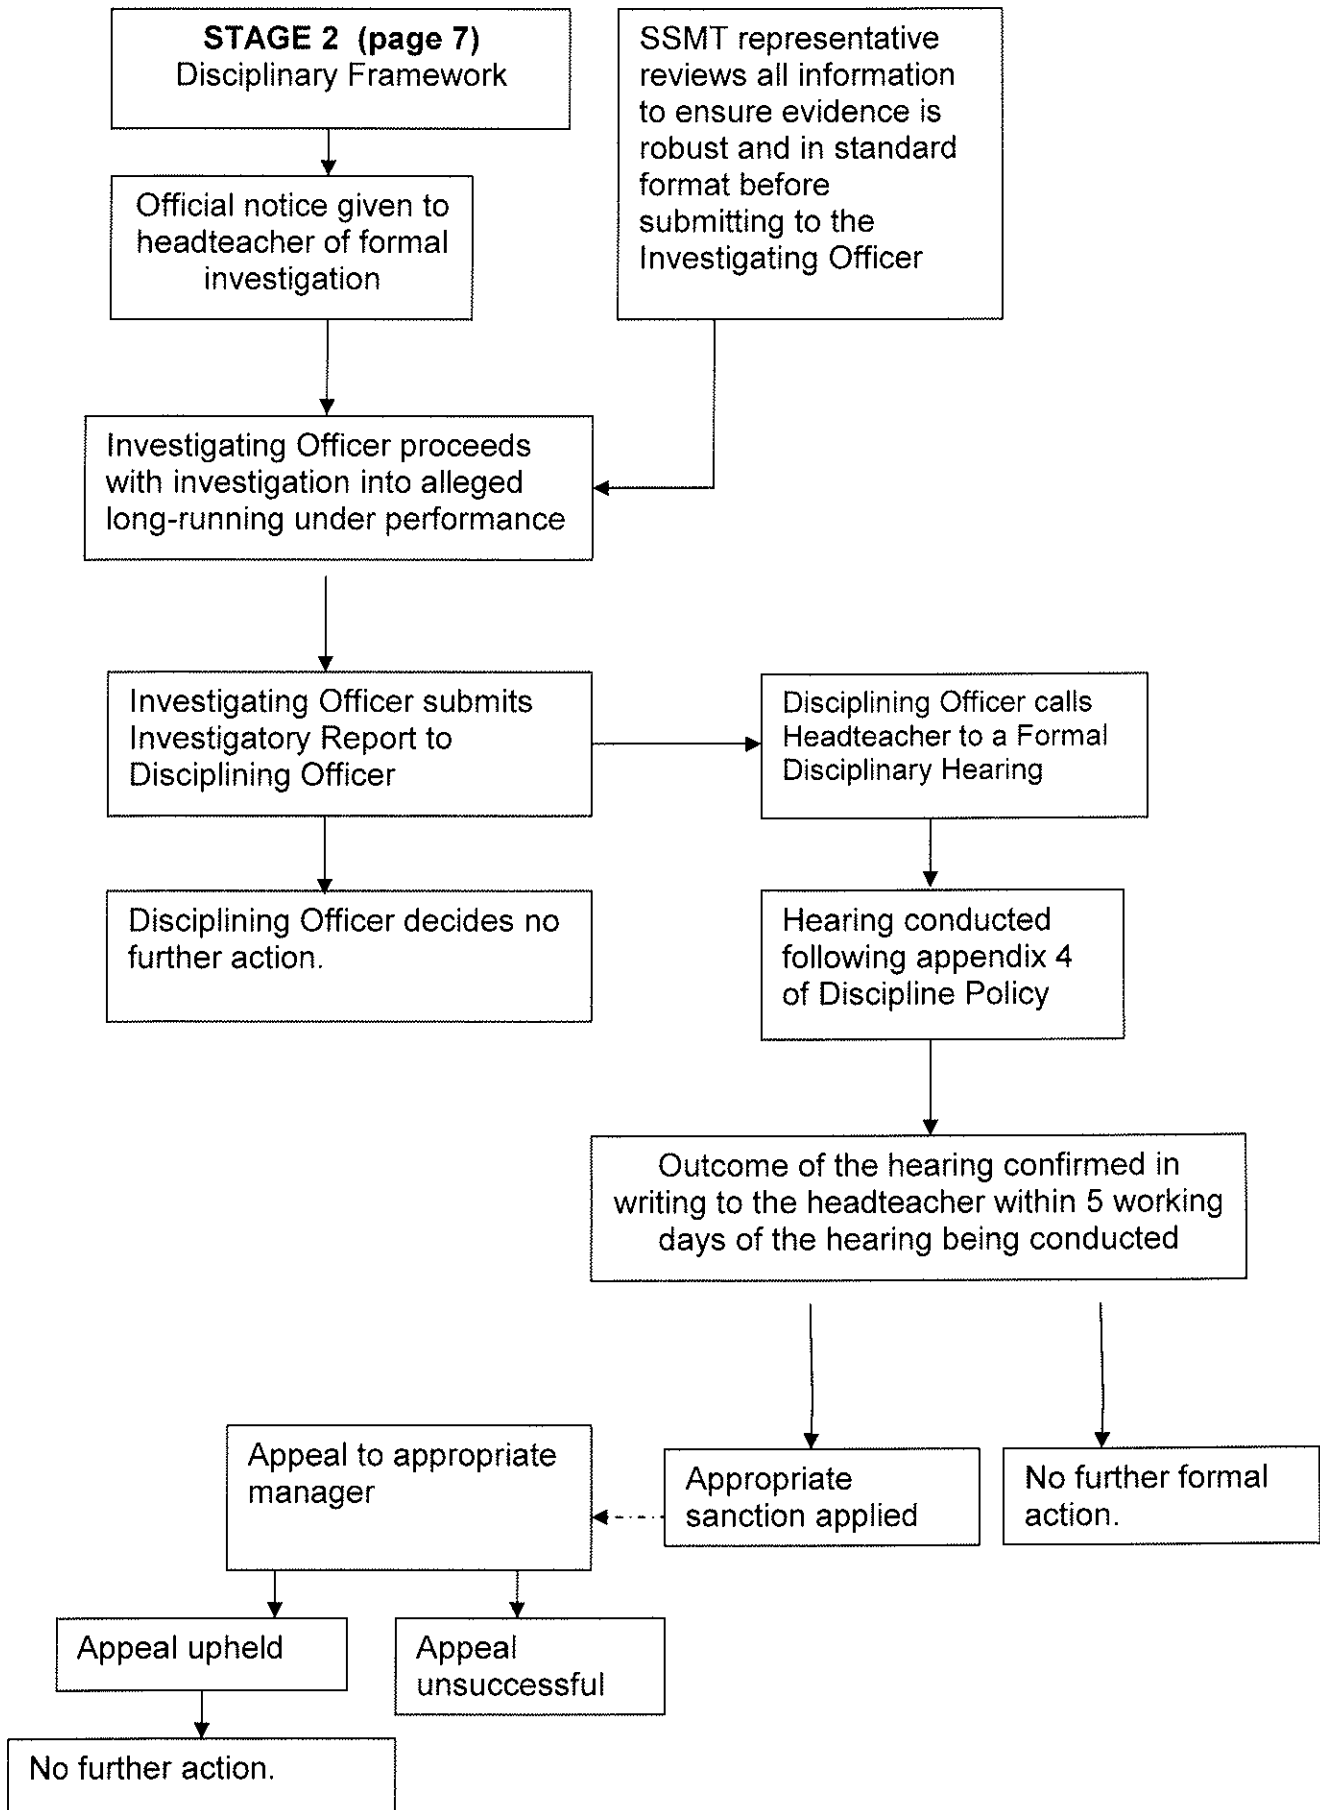 STAGE 2 (page 7)
Disciplinary Framework
SSMT representative
reviews all information
to ensure evidence is
robust and in standard
format before
submitting to the
Investigating Officer
Official notice given to
headteacher of formal
investigation
Investigating Officer proceeds
with investigation into alleged
long-running under performance
Investigating Officer submits
Investigatory Report to
Disciplining Officer
Disciplining Officer calls
Headteacher to a Formal
Disciplinary Hearing
Disciplining Officer decides no
further action.
Hearing conducted
following appendix 4
of Discipline Policy
Outcome of the hearing confirmed in
writing to the headteacher within 5 working
days of the hearing being conducted
Appeal to appropriate
manager
Appropriate
sanction applied
No further formal
action.
Appeal upheld
Appeal
unsuccessful
No further action.